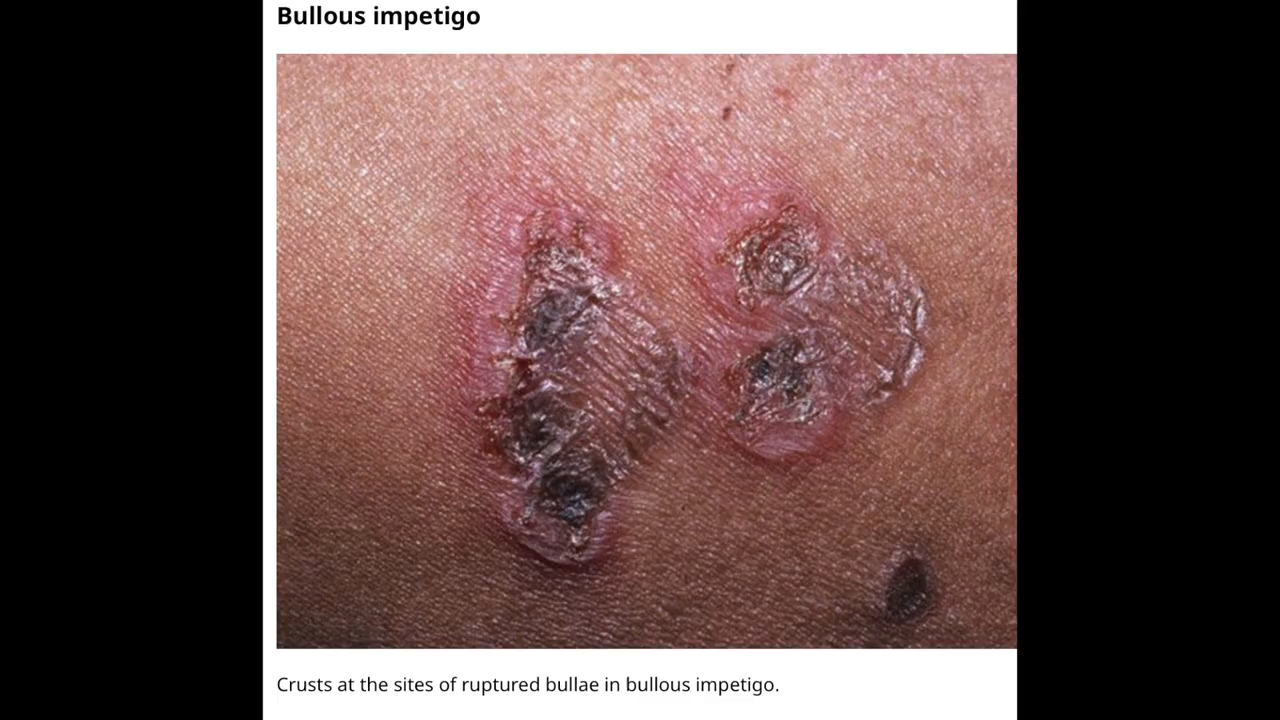 Bullous impetigo
Crusts at the sites of ruptured bullae in bullous impetigo.